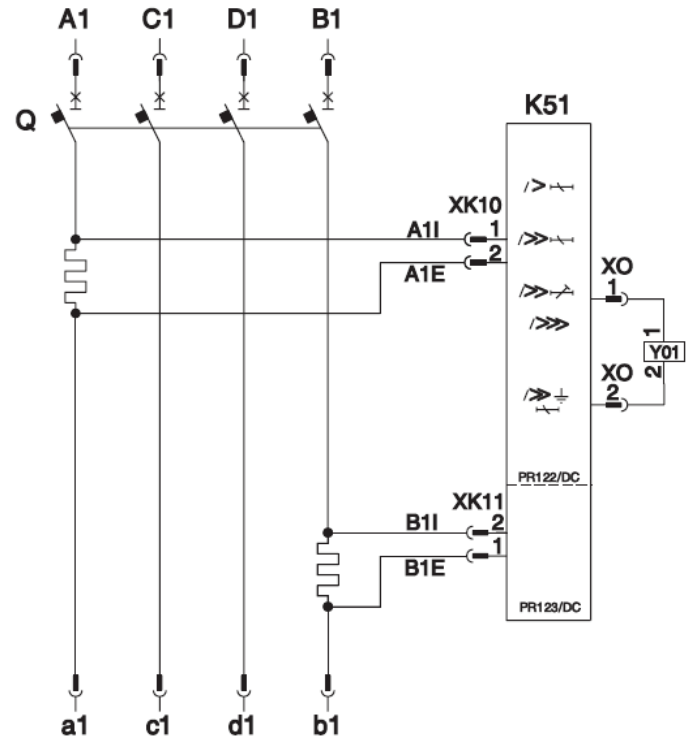 A1 C1 D1 B1
Q
K51
XK10
A1I 1
A1E 2
XO
1
1
Y01
2
XO
2
PR122/DC
XK11
B1I 2
B1E 1
PR123/DC
a1 c1 d1 b1